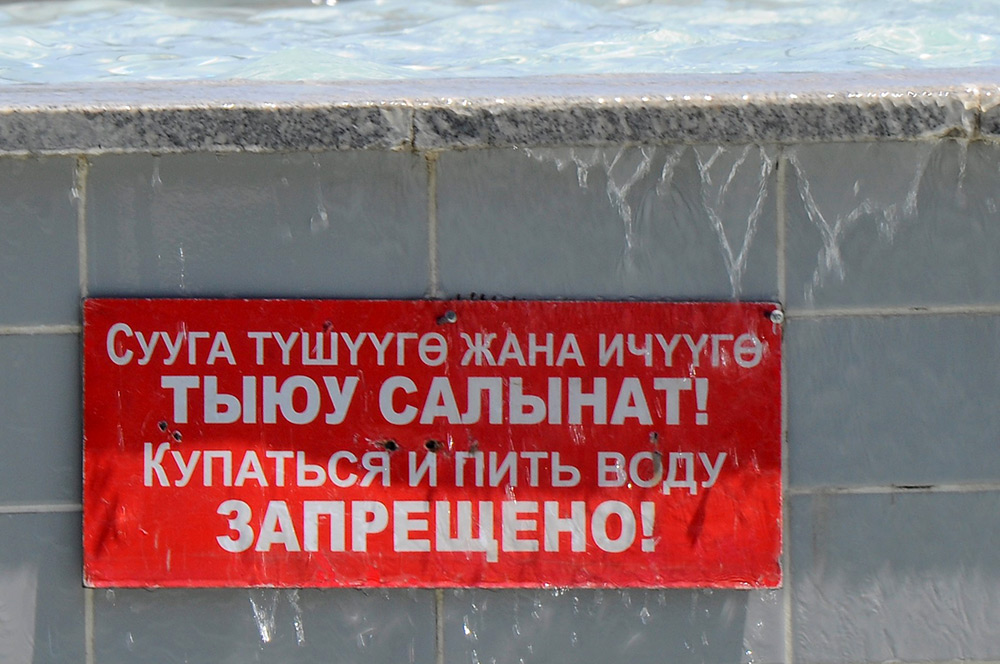 Сууга түшүүгө жана ичүүгө
ТЫЮУ САЛЫНАТ!
Купаться и пить воду
ЗАПРЕЩЕНО!